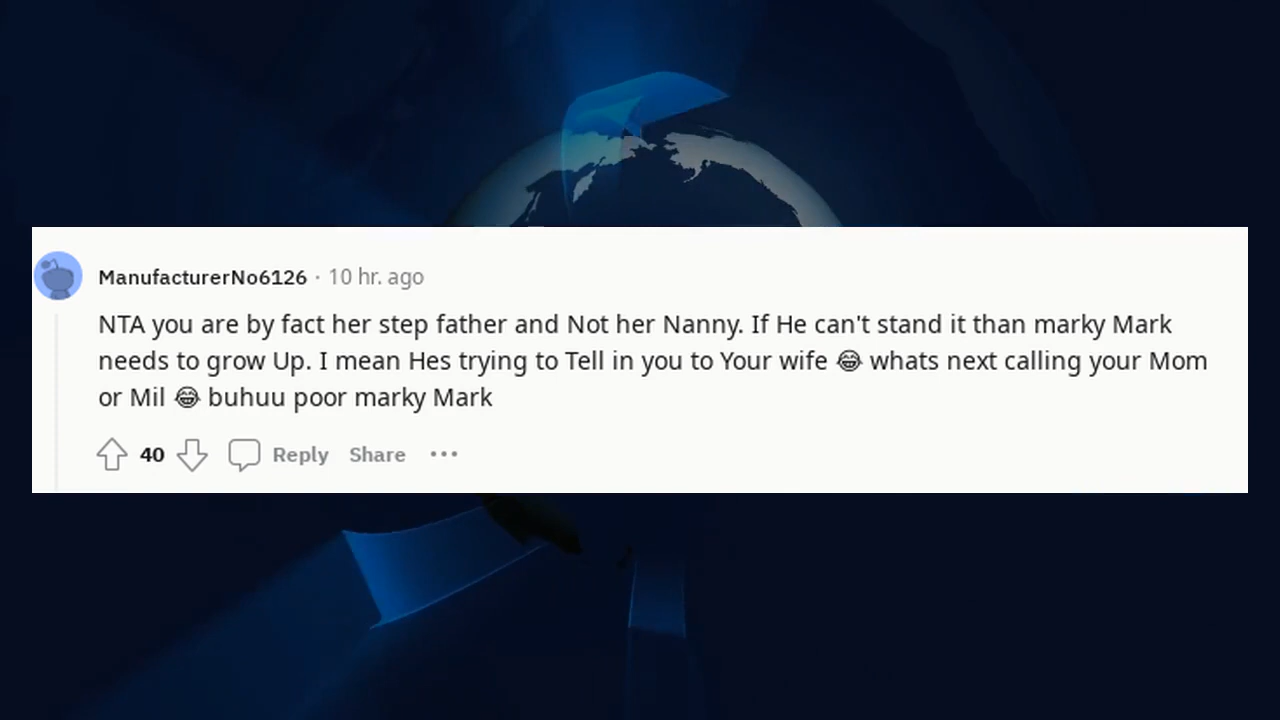 ManufacturerNo6126 · 10 hr. ago
NTA you are by fact her step father and Not her Nanny. If He can't stand it than marky Mark
needs to grow Up. I mean Hes trying to Tell in you to Your wife 😂 whats next calling your Mom
or Mil 😂 buhuu poor marky Mark
40 Reply Share ···